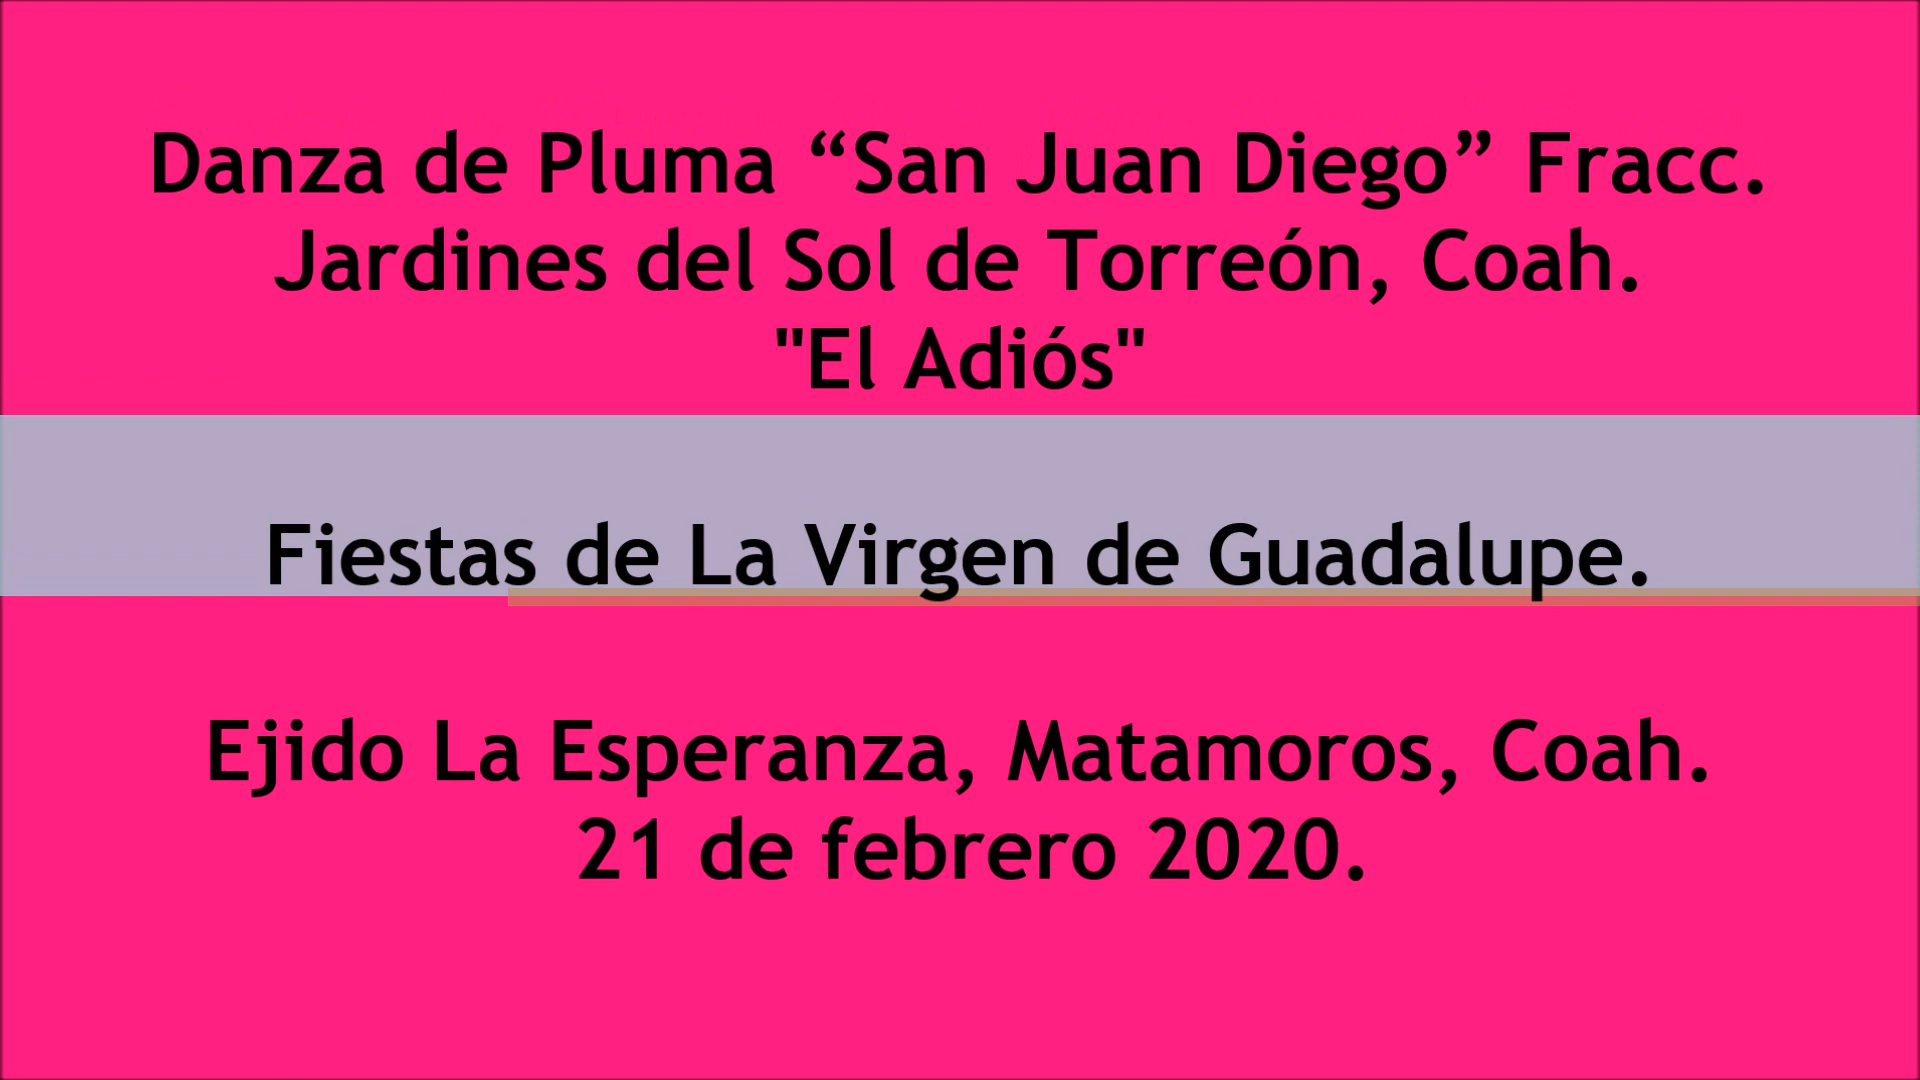 Danza de Pluma “San Juan Diego” Fracc.
Jardines del Sol de Torreón, Coah.
"El Adiós"
Fiestas de La Virgen de Guadalupe.
Ejido La Esperanza, Matamoros, Coah.
21 de febrero 2020.